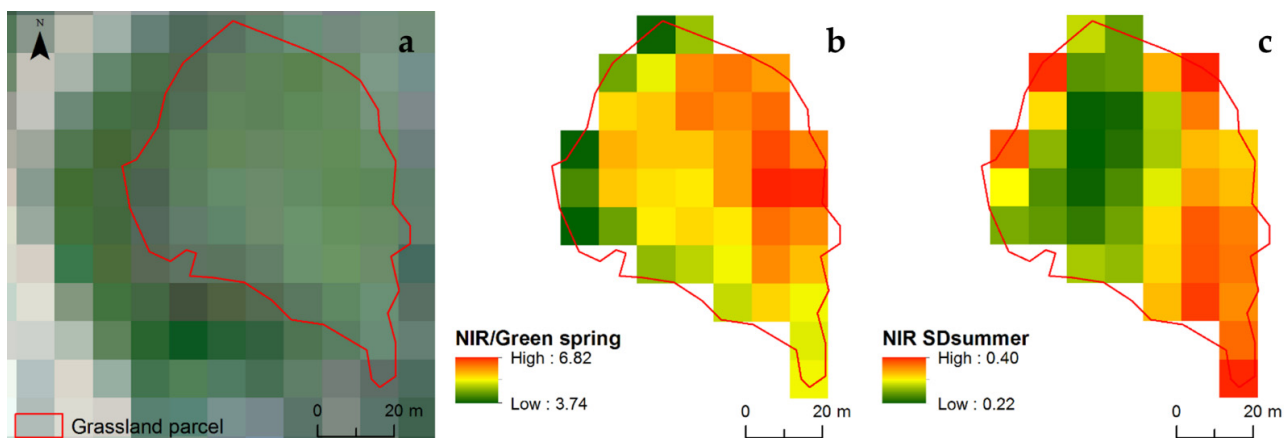 N
a
Grassland parcel
0 20 m
b
NIR/Green spring
High : 6.82
Low : 3.74
0 20 m
c
NIR SDsummer
High : 0.40
Low : 0.22
0 20 m